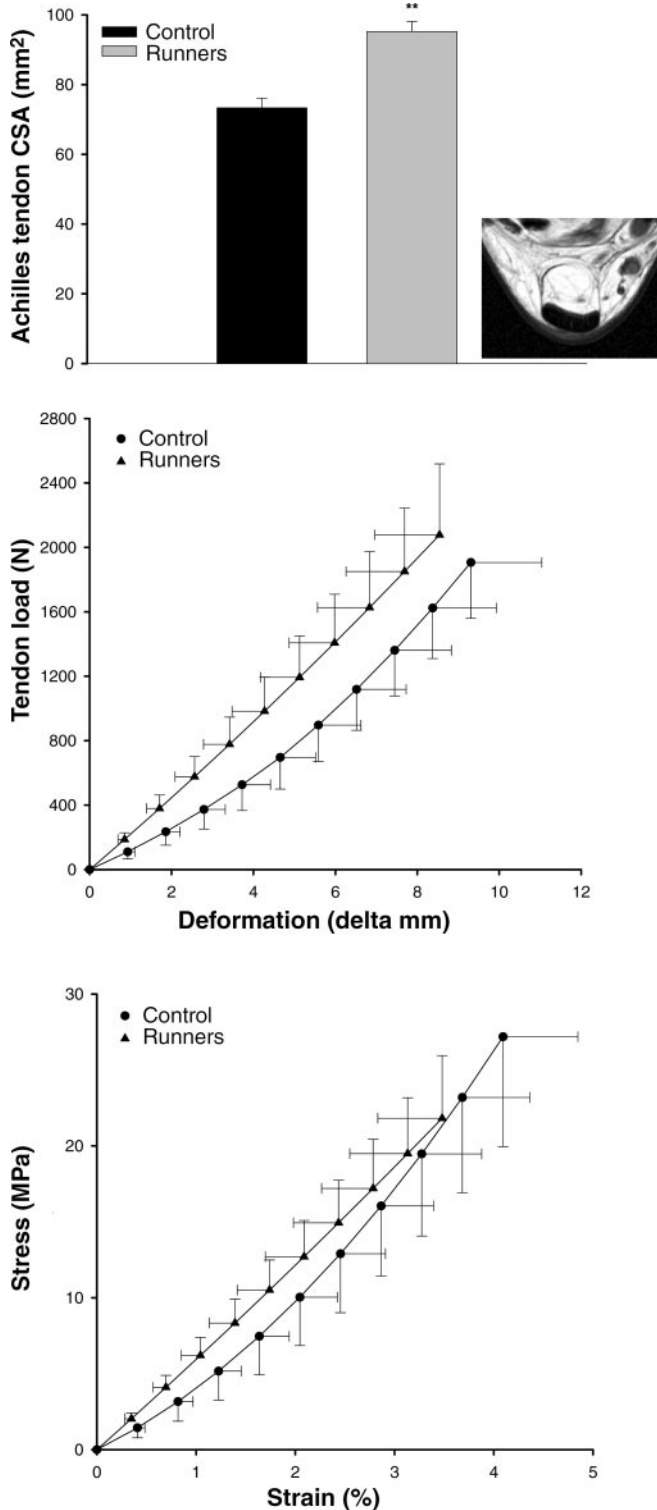 100
**
Control
Runners
80
60
40
20
0
Achilles tendon CSA (mm²)
2800
Control
Runners
2400
2000
1600
1200
800
400
0
Tendon load (N)
0 2 4 6 8 10 12
Deformation (delta mm)
30
Control
Runners
20
10
0
Stress (MPa)
0 1 2 3 4 5
Strain (%)